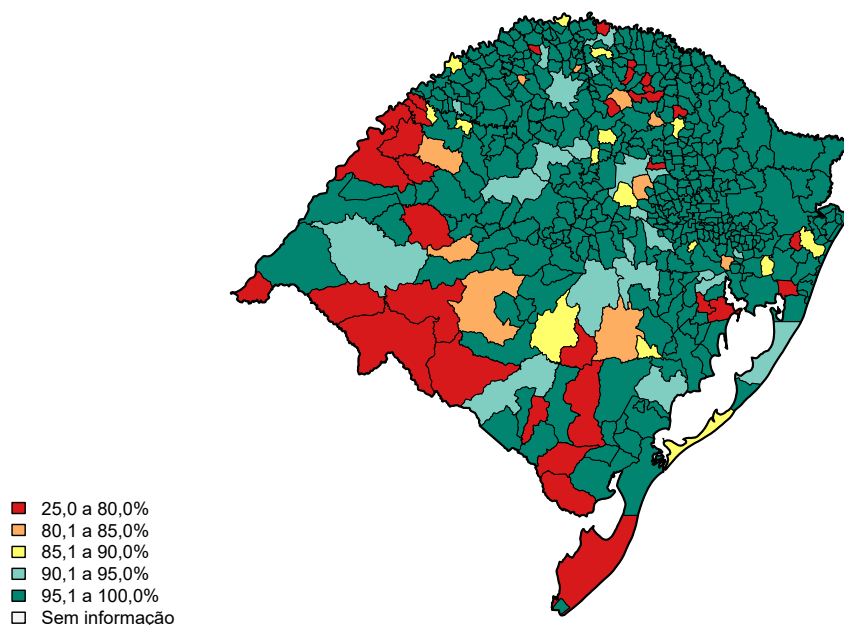 25,0 a 80,0%
80,1 a 85,0%
85,1 a 90,0%
90,1 a 95,0%
95,1 a 100,0%
Sem informação